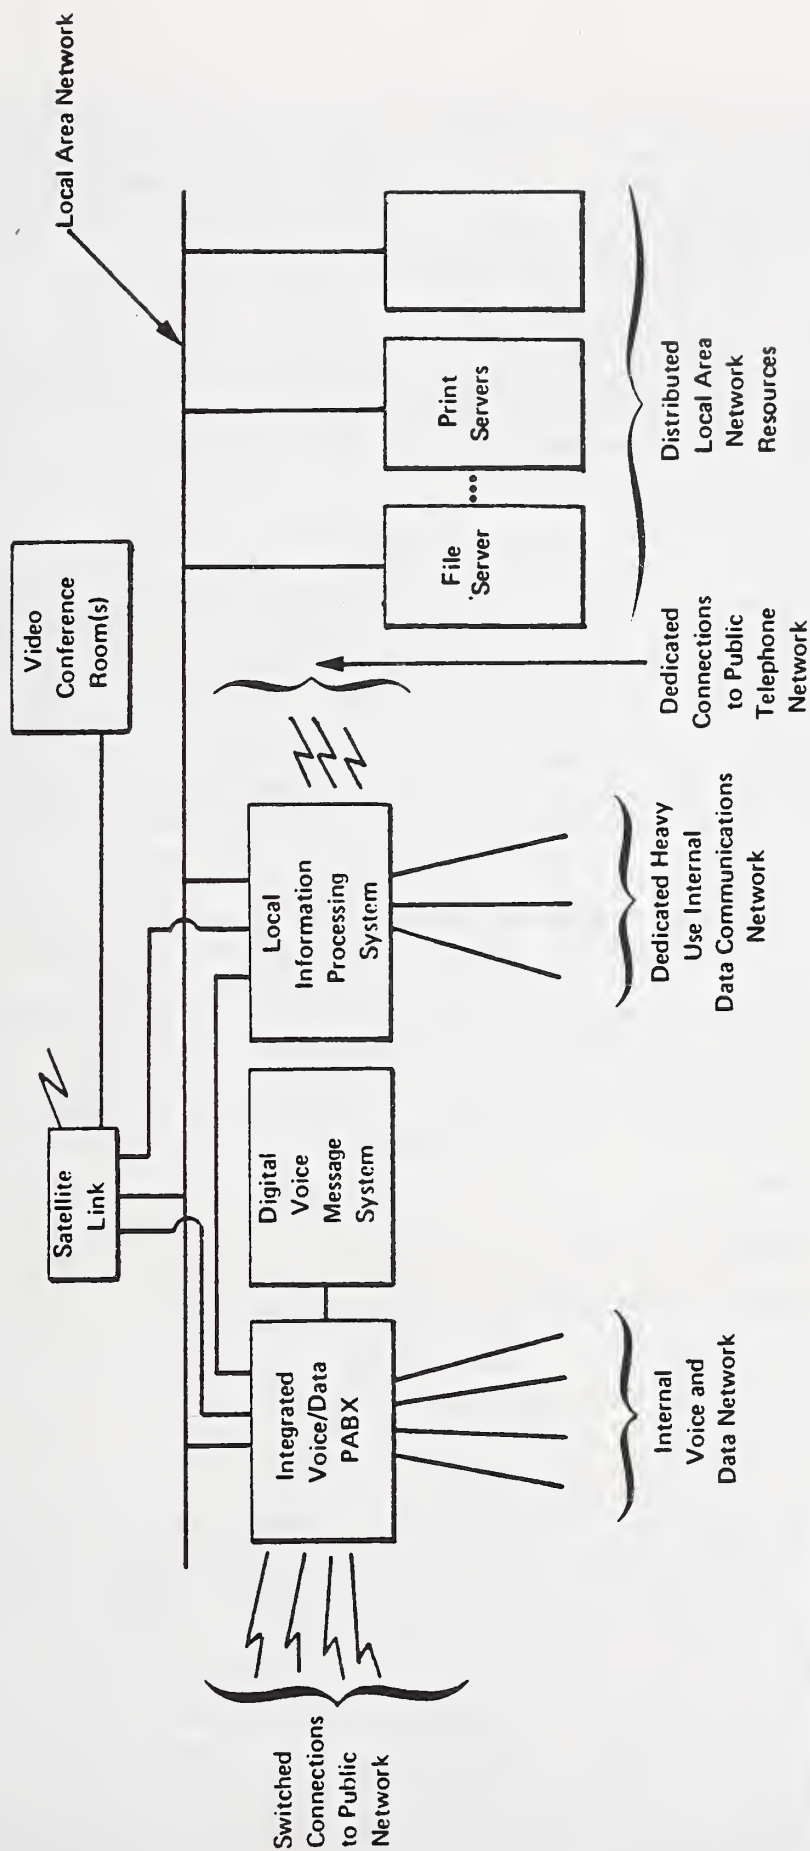 Local Area Network
Video
Conference
Room(s)
Satellite
Link
Switched
Connections
to Public
Network
Integrated
Voice/Data
PABX
Digital
Voice
Message
System
Local
Information
Processing
System
File
Server
Print
Servers
Internal
Voice and
Data Network
Dedicated Heavy
Use Internal
Data Communications
Network
Dedicated
Connections
to Public
Telephone
Network
Distributed
Local Area
Network
Resources